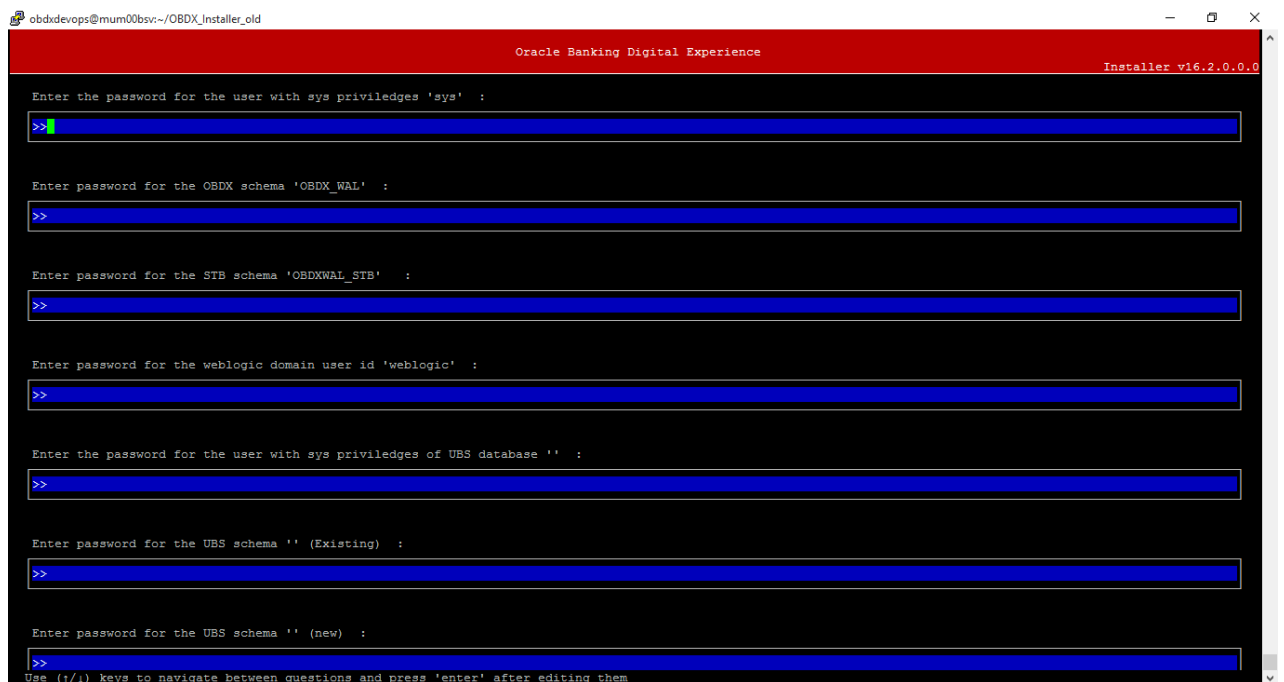 obdxdevops@mum00bsv:~/OBDX_Installer_old
Oracle Banking Digital Experience
Installer v16.2.0.0.0
Enter the password for the user with sys priviledges 'sys'  :
>>
Enter password for the OBDX schema 'OBDX_WAL'  :
>>
Enter password for the STB schema 'OBDXWAL_STB'   :
>>
Enter password for the weblogic domain user id 'weblogic'  :
>>
Enter the password for the user with sys priviledges of UBS database ''  :
>>
Enter password for the UBS schema '' (Existing)  :
>>
Enter password for the UBS schema '' (new)  :
>>
Use (↑/↓) keys to navigate between questions and press 'enter' after editing them